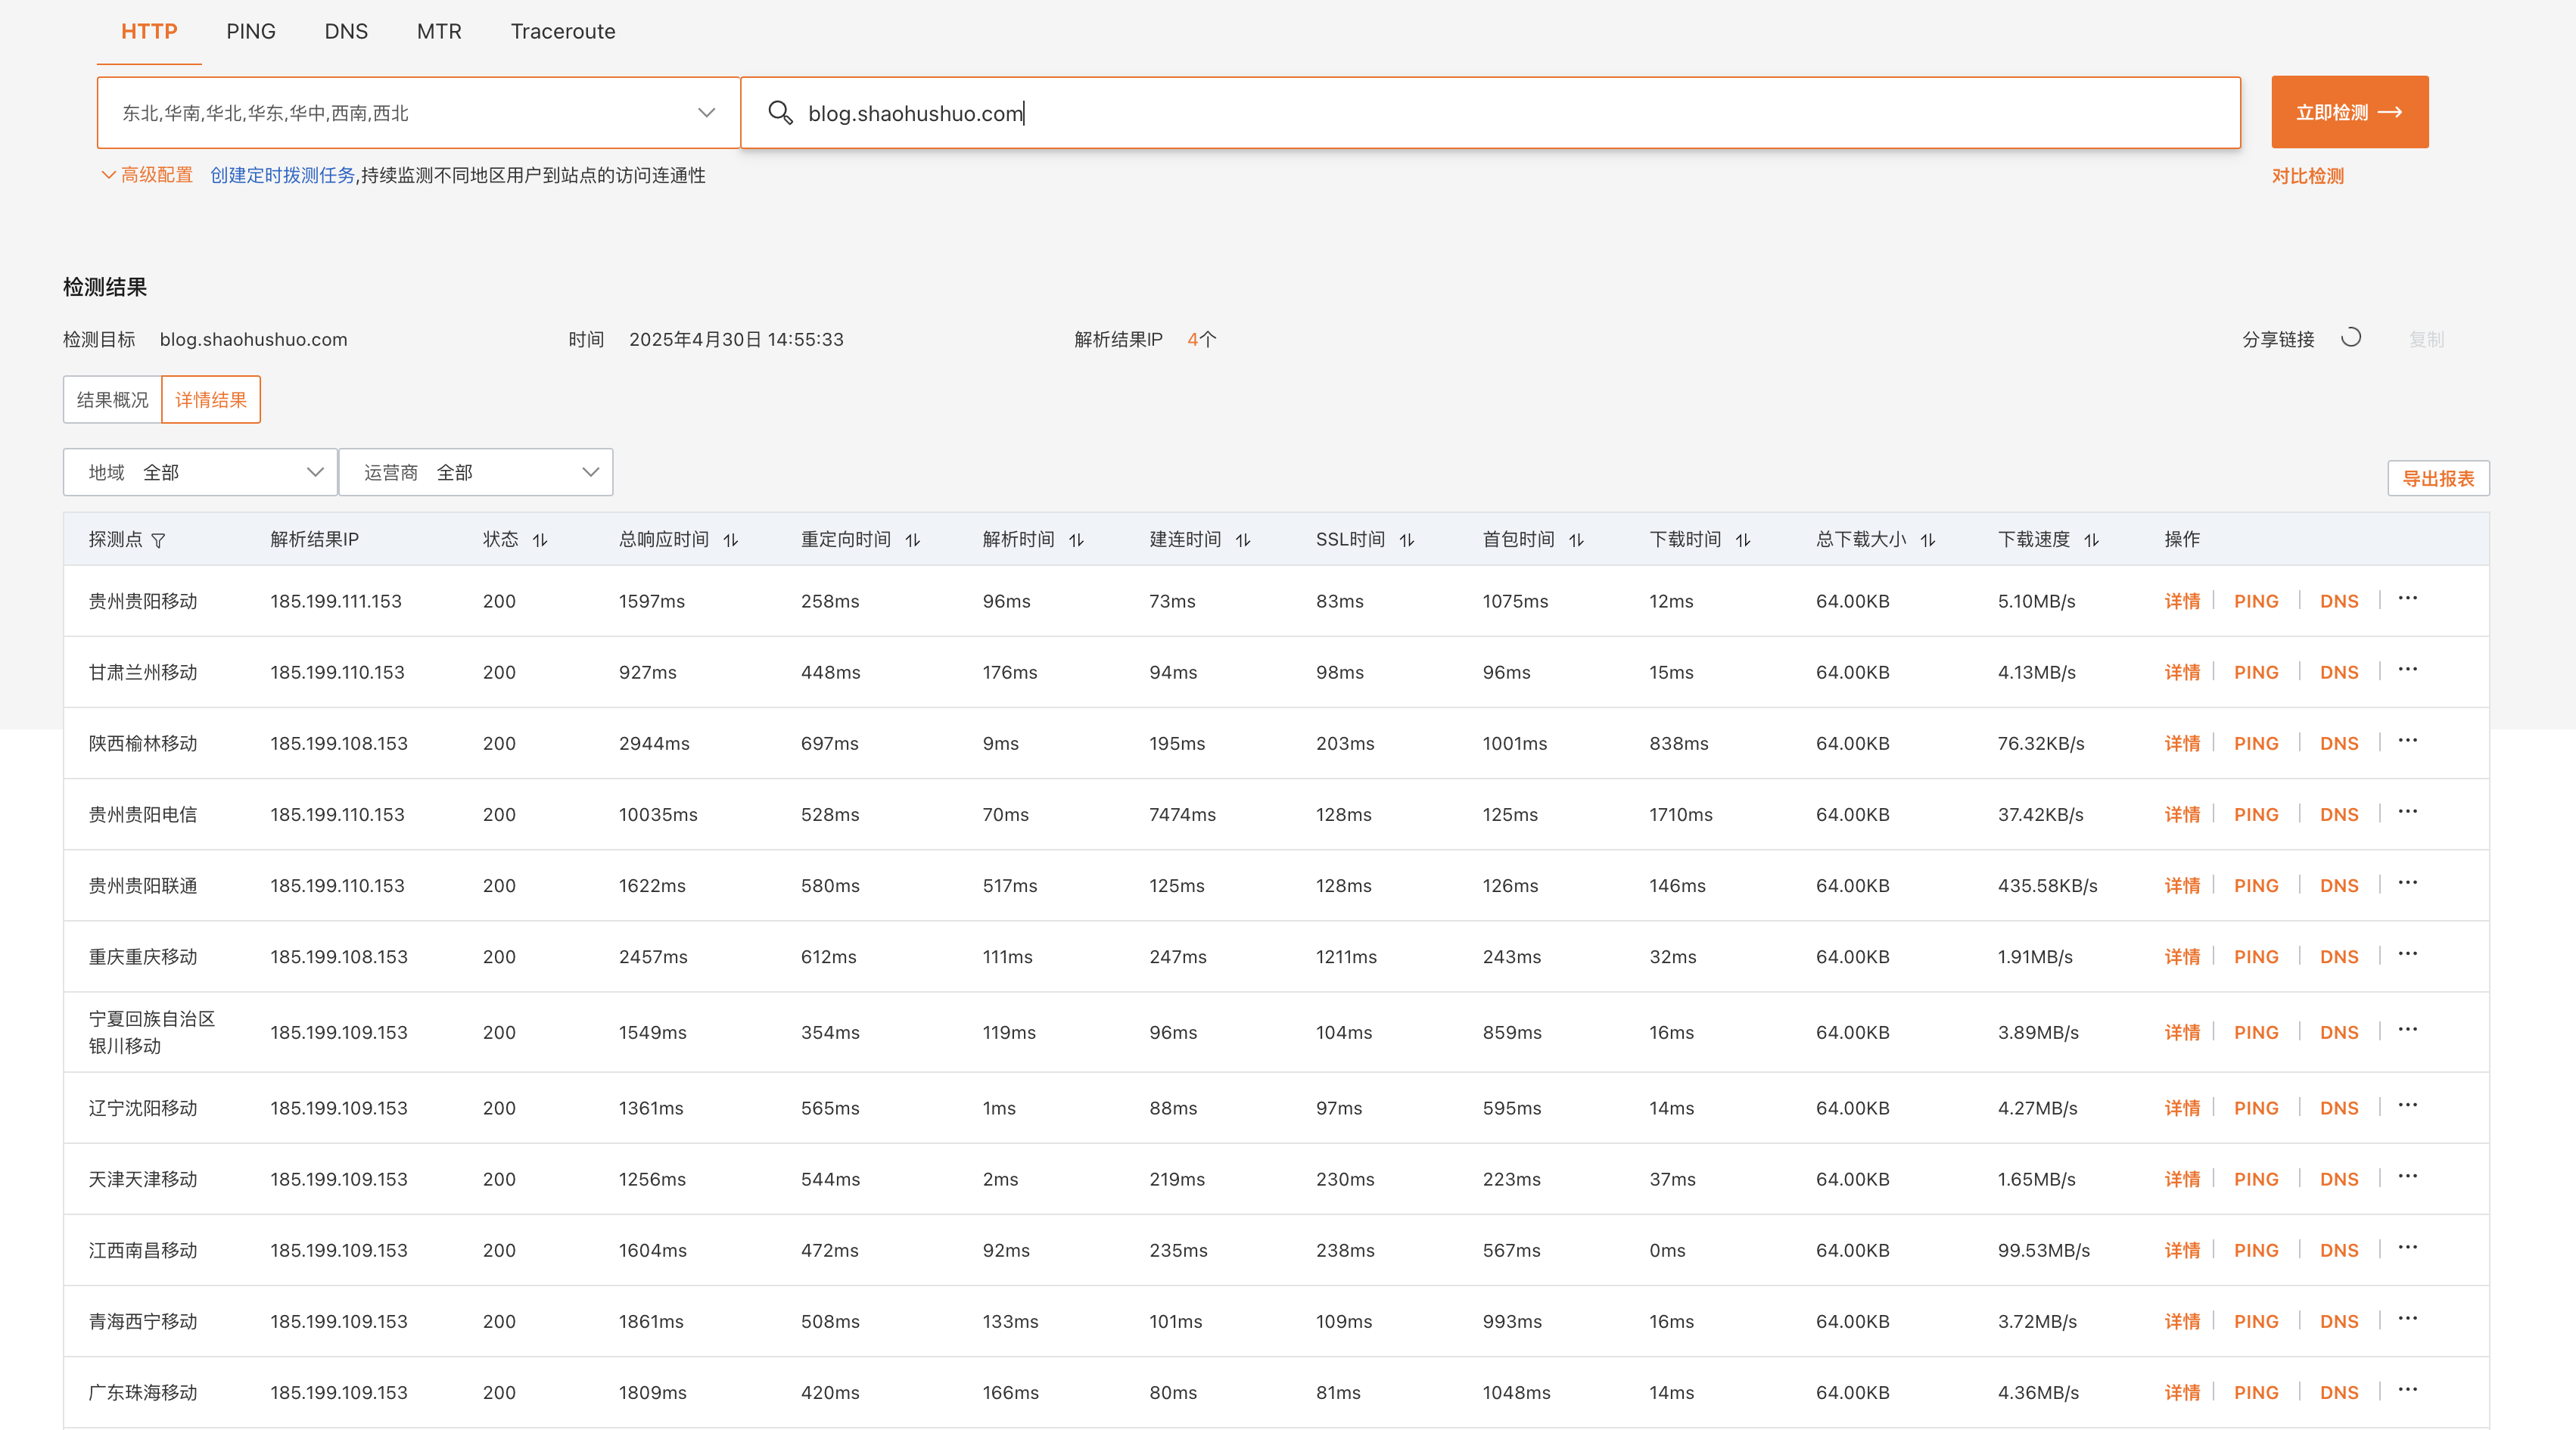 HTTP PING DNS MTR Traceroute
东北,华南,华北,华东,华中,西南,西北 blog.shaohushuo.com 立即检测
高级配置 创建定时拨测任务,持续监测不同地区用户到站点的访问连通性 对比检测
检测结果
检测目标 blog.shaohushuo.com 时间 2025年4月30日 14:55:33 解析结果IP 4个 分享链接 复制
结果概况 详情结果
地域 全部 运营商 全部 导出报表
探测点 解析结果IP 状态 总响应时间 重定向时间 解析时间 建连时间 SSL时间 首包时间 下载时间 总下载大小 下载速度 操作
贵州贵阳移动 185.199.111.153 200 1597ms 258ms 96ms 73ms 83ms 1075ms 12ms 64.00KB 5.10MB/s 详情 PING DNS ...
甘肃兰州移动 185.199.110.153 200 927ms 448ms 176ms 94ms 98ms 96ms 15ms 64.00KB 4.13MB/s 详情 PING DNS ...
陕西榆林移动 185.199.108.153 200 2944ms 697ms 9ms 195ms 203ms 1001ms 838ms 64.00KB 76.32KB/s 详情 PING DNS ...
贵州贵阳电信 185.199.110.153 200 10035ms 528ms 70ms 7474ms 128ms 125ms 1710ms 64.00KB 37.42KB/s 详情 PING DNS ...
贵州贵阳联通 185.199.110.153 200 1622ms 580ms 517ms 125ms 128ms 126ms 146ms 64.00KB 435.58KB/s 详情 PING DNS ...
重庆重庆移动 185.199.108.153 200 2457ms 612ms 111ms 247ms 1211ms 243ms 32ms 64.00KB 1.91MB/s 详情 PING DNS ...
宁夏回族自治区
银川移动 185.199.109.153 200 1549ms 354ms 119ms 96ms 104ms 859ms 16ms 64.00KB 3.89MB/s 详情 PING DNS ...
辽宁沈阳移动 185.199.109.153 200 1361ms 565ms 1ms 88ms 97ms 595ms 14ms 64.00KB 4.27MB/s 详情 PING DNS ...
天津天津移动 185.199.109.153 200 1256ms 544ms 2ms 219ms 230ms 223ms 37ms 64.00KB 1.65MB/s 详情 PING DNS ...
江西南昌移动 185.199.109.153 200 1604ms 472ms 92ms 235ms 238ms 567ms 0ms 64.00KB 99.53MB/s 详情 PING DNS ...
青海西宁移动 185.199.109.153 200 1861ms 508ms 133ms 101ms 109ms 993ms 16ms 64.00KB 3.72MB/s 详情 PING DNS ...
广东珠海移动 185.199.109.153 200 1809ms 420ms 166ms 80ms 81ms 1048ms 14ms 64.00KB 4.36MB/s 详情 PING DNS ...